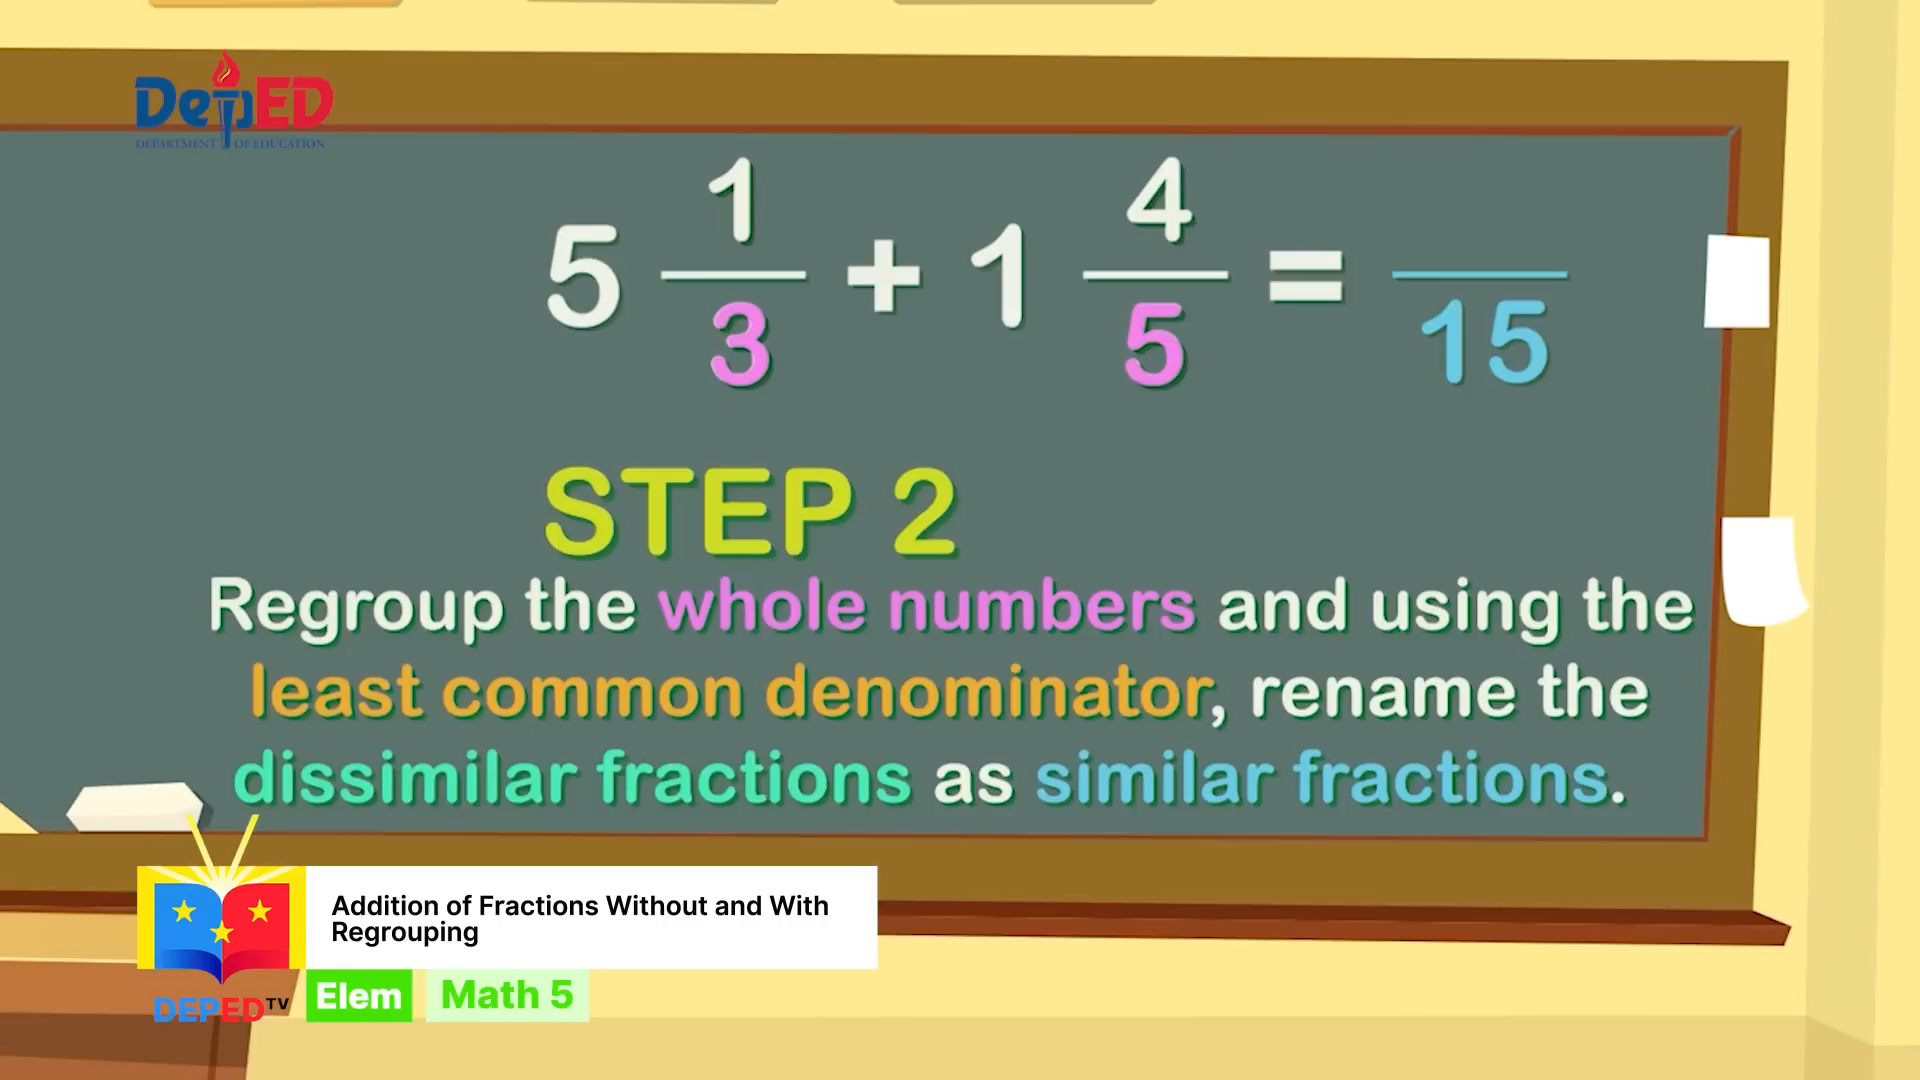 DepED
DEPARTMENT OF EDUCATION
5 1/3 + 1 4/5 = /15
STEP 2
Regroup the whole numbers and using the
least common denominator, rename the
dissimilar fractions as similar fractions.
Addition of Fractions Without and With
Regrouping
DEPED TV
Elem
Math 5